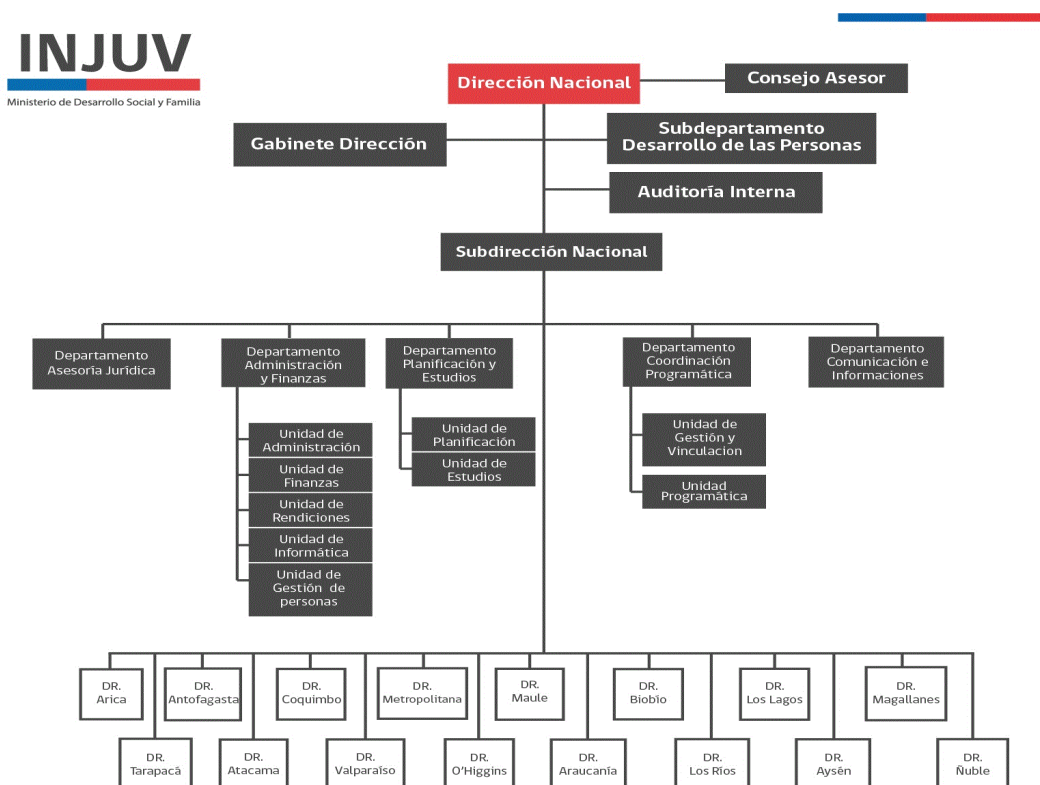 INJUV
Ministerio de Desarrollo Social y Familia
Dirección Nacional
Consejo Asesor
Gabinete Dirección
Subdepartamento
Desarrollo de las Personas
Auditoría Interna
Subdirección Nacional
Departamento
Asesoría Jurídica
Departamento
Administración
y Finanzas
Departamento
Planificación y
Estudios
Departamento
Coordinación
Programática
Departamento
Comunicación e
Informaciones
Unidad de
Administración
Unidad de
Finanzas
Unidad de
Rendiciones
Unidad de
Informática
Unidad de
Gestión de
personas
Unidad de
Planificación
Unidad de
Estudios
Unidad de
Gestión y
Vinculacion
Unidad
Programática
DR.
Arica
DR.
Antofagasta
DR.
Coquimbo
DR.
Metropolitana
DR.
Maule
DR.
Biobío
DR.
Los Lagos
DR.
Magallanes
DR.
Tarapacá
DR.
Atacama
DR.
Valparaíso
DR.
O'Higgins
DR.
Araucanía
DR.
Los Ríos
DR.
Aysén
DR.
Ñuble